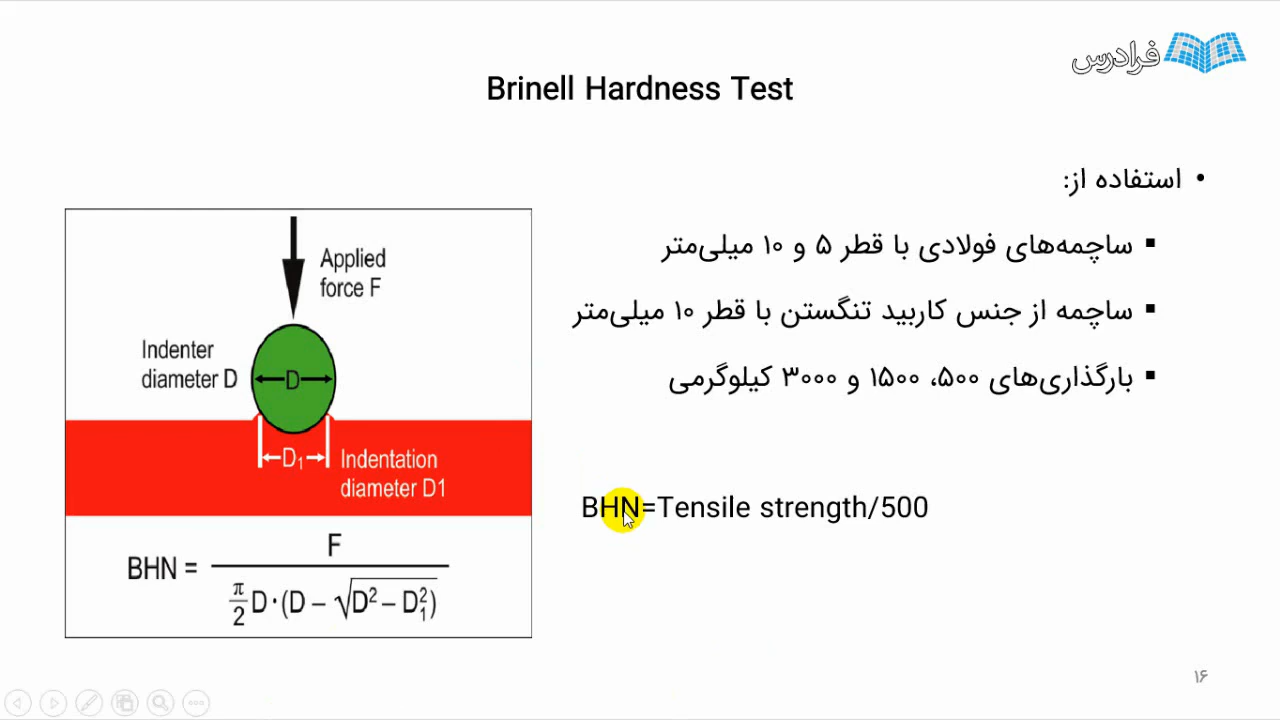 فرادرس
Brinell Hardness Test
• استفاده از:
▪ ساچمه‌های فولادی با قطر ۵ و ۱۰ میلی‌متر
▪ ساچمه از جنس کاربید تنگستن با قطر ۱۰ میلی‌متر
▪ بارگذاری‌های ۵۰۰، ۱۵۰۰ و ۳۰۰۰ کیلوگرمی
BHN=Tensile strength/500
Applied
force F
Indenter
diameter D
D
D₁
Indentation
diameter D1
BHN = F / (π/2 D·(D – √(D² – D₁²)))
۱۶